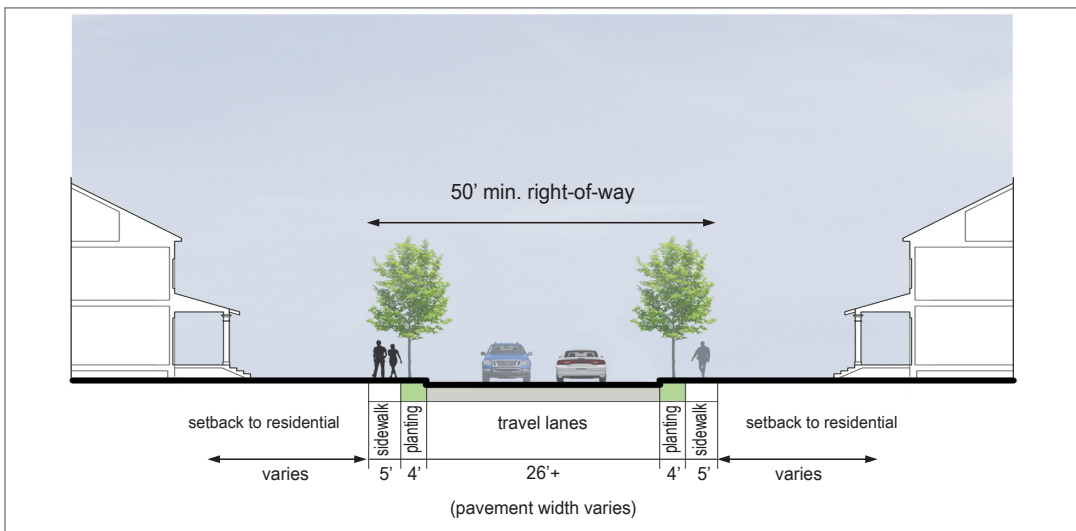 50’ min. right-of-way
setback to residential
sidewalk
planting
travel lanes
planting
sidewalk
setback to residential
varies
5’
4’
26’+
4’
5’
varies
(pavement width varies)